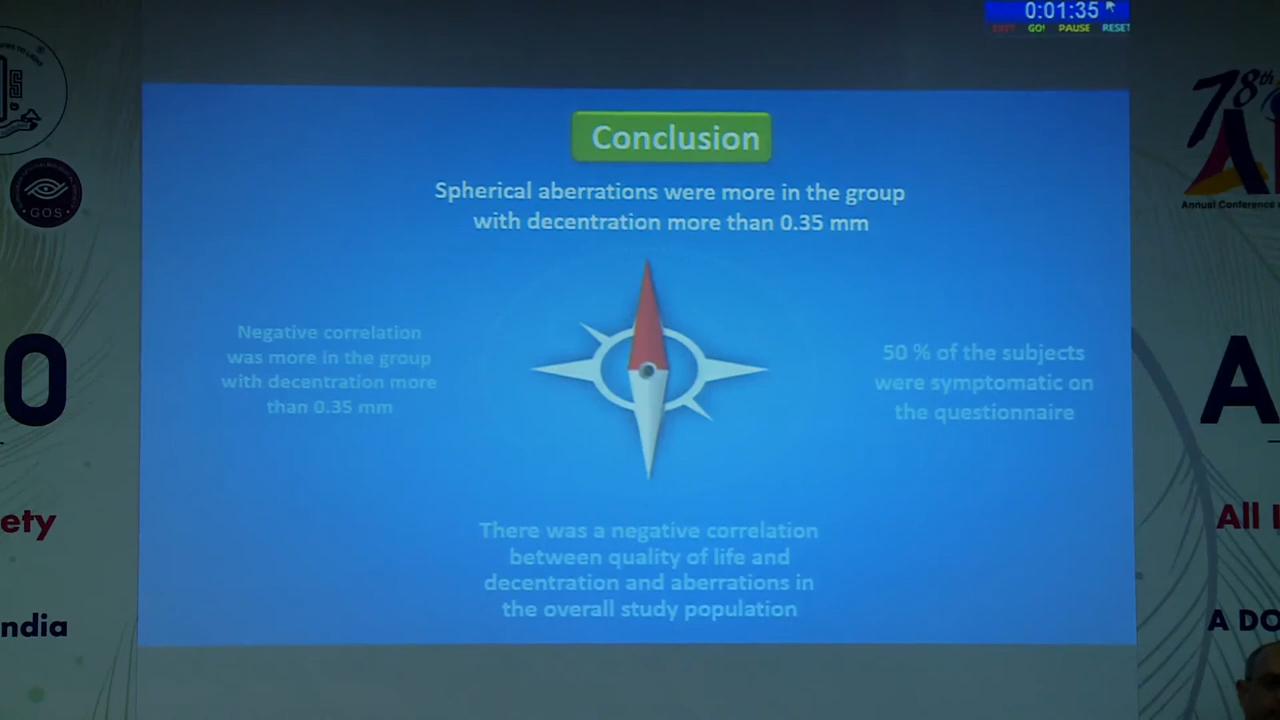 0:01:35
EXIT GO! PAUSE RESET
78th
Annual Conference
GOS
Conclusion
Spherical aberrations were more in the group
with decentration more than 0.35 mm
Negative correlation
was more in the group
with decentration more
than 0.35 mm
50 % of the subjects
were symptomatic on
the questionnaire
There was a negative correlation
between quality of life and
decentration and aberrations in
the overall study population
O
ety
ndia
A
All
A DO